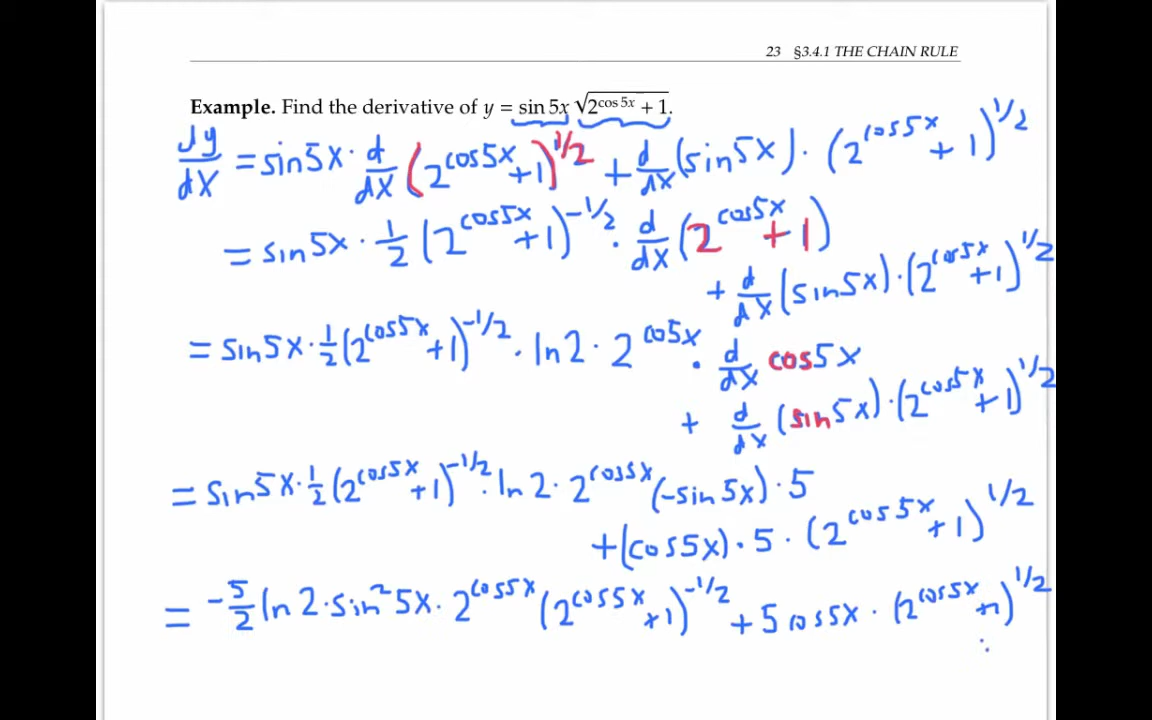 23 §3.4.1 THE CHAIN RULE
Example. Find the derivative of y = sin 5x √(2^{cos 5x} + 1).
dy/dx = sin5x · d/dx (2^{cos5x} + 1)^{1/2} + d/dx (sin5x) · (2^{cos5x} + 1)^{1/2}
= sin5x · 1/2 (2^{cos5x} + 1)^{-1/2} · d/dx (2^{cos5x} + 1)
+ d/dx (sin5x) · (2^{cos5x} + 1)^{1/2}
= sin5x · 1/2 (2^{cos5x} + 1)^{-1/2} · ln2 · 2^{cos5x} · d/dx cos5x
+ d/dx (sin5x) · (2^{cos5x} + 1)^{1/2}
= sin5x · 1/2 (2^{cos5x} + 1)^{-1/2} · ln2 · 2^{cos5x} (-sin5x) · 5
+ (cos5x) · 5 · (2^{cos5x} + 1)^{1/2}
= -5/2 ln2 · sin²5x · 2^{cos5x} (2^{cos5x} + 1)^{-1/2} + 5 cos5x · (2^{cos5x} + 1)^{1/2}